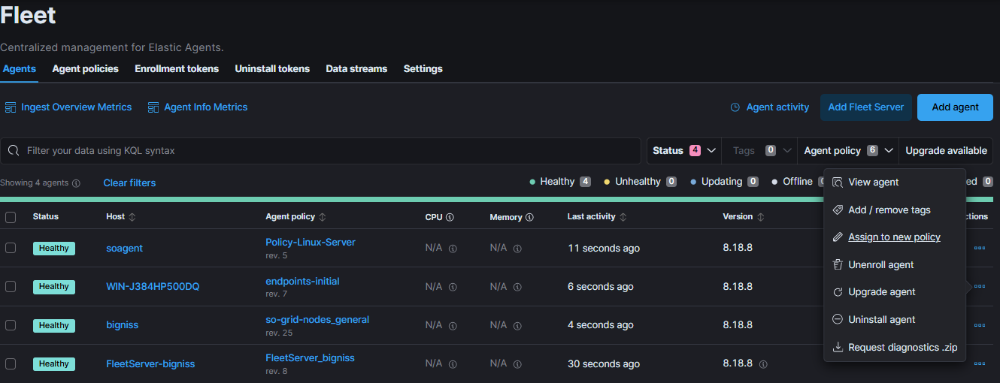 Fleet
Centralized management for Elastic Agents.
Agents Agent policies Enrollment tokens Uninstall tokens Data streams Settings
Ingest Overview Metrics Agent Info Metrics Agent activity Add Fleet Server Add agent
Filter your data using KQL syntax Status 4 Tags 0 Agent policy 6 Upgrade available
Showing 4 agents Clear filters Healthy 4 Unhealthy 0 Updating 0 Offline ed 0
Status Host Agent policy CPU Memory Last activity Version ctions
Healthy soagent Policy-Linux-Server N/A N/A 11 seconds ago 8.18.8
rev. 5
Healthy WIN-J384HP500DQ endpoints-initial N/A N/A 6 seconds ago 8.18.8
rev. 7
Healthy bigniss so-grid-nodes_general N/A N/A 4 seconds ago 8.18.8
rev. 25
Healthy FleetServer-bigniss FleetServer_bigniss N/A N/A 30 seconds ago 8.18.8
rev. 8
View agent
Add / remove tags
Assign to new policy
Unenroll agent
Upgrade agent
Uninstall agent
Request diagnostics .zip